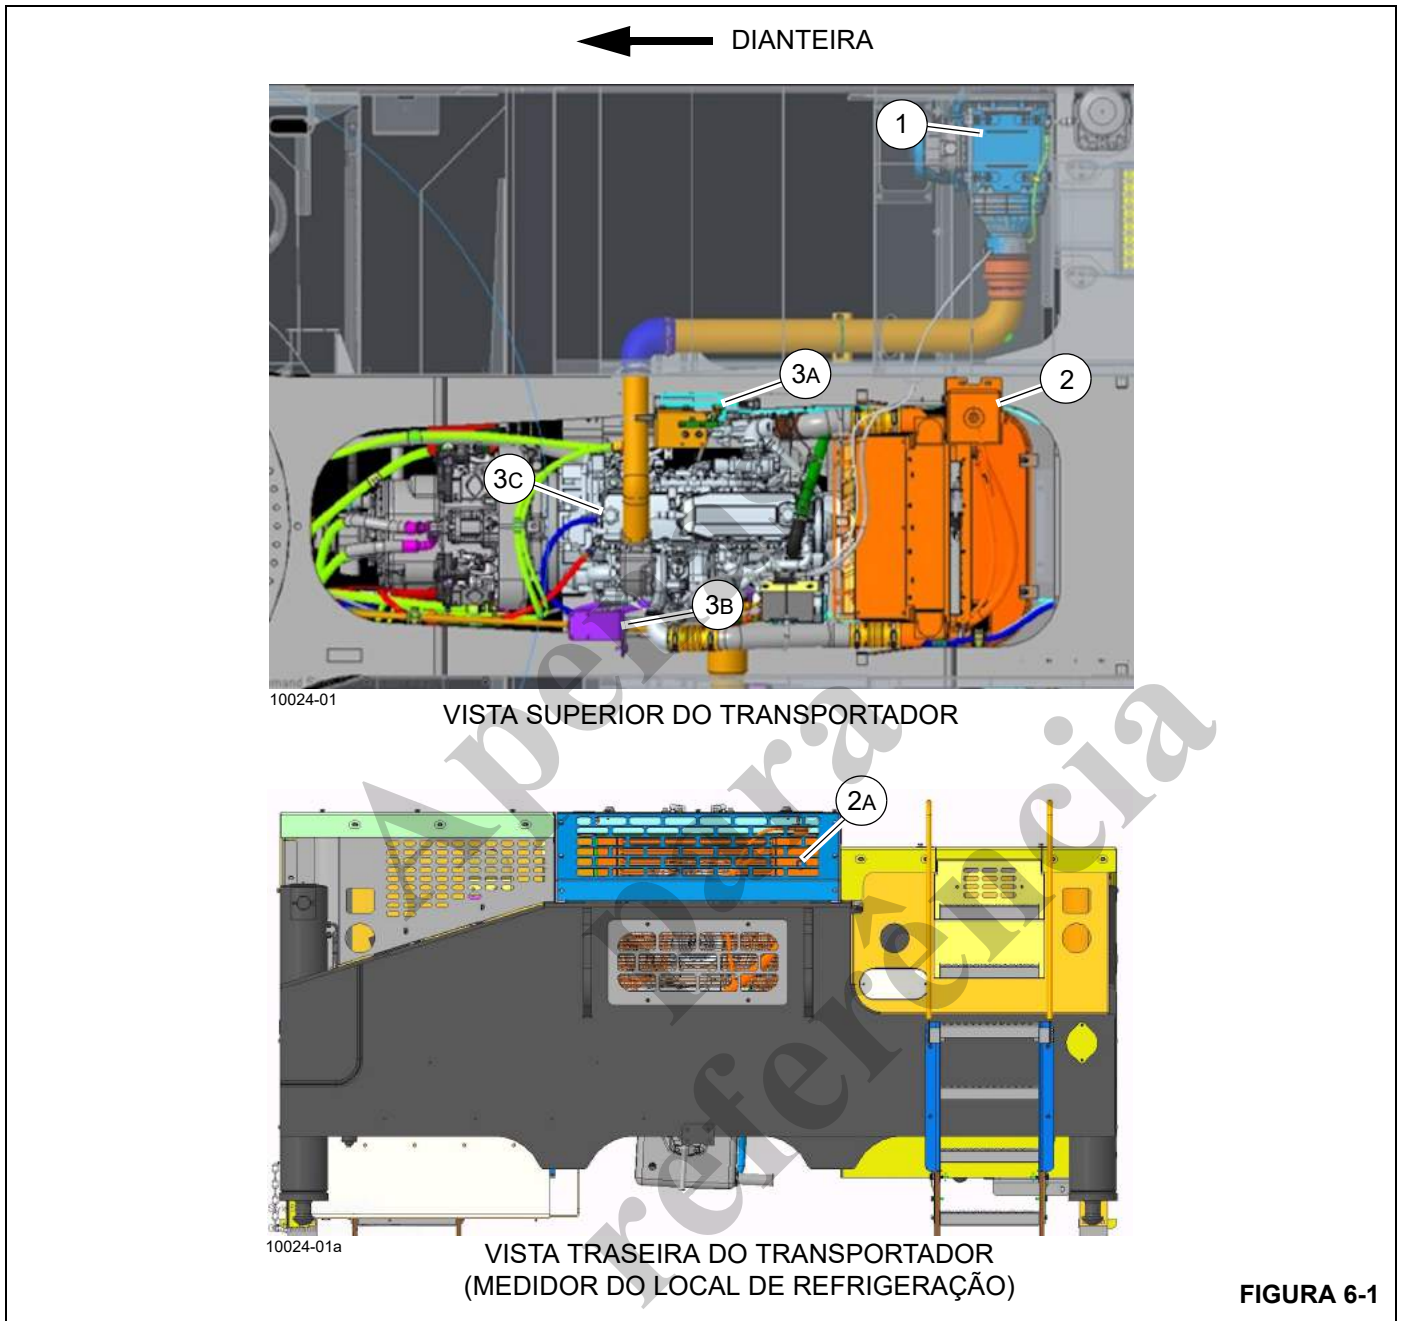 DIANTEIRA
1
3A
2
3C
3B
10024-01
VISTA SUPERIOR DO TRANSPORTADOR
2A
10024-01a
VISTA TRASEIRA DO TRANSPORTADOR
(MEDIDOR DO LOCAL DE REFRIGERAÇÃO)
FIGURA 6-1
Apenas
para
referência